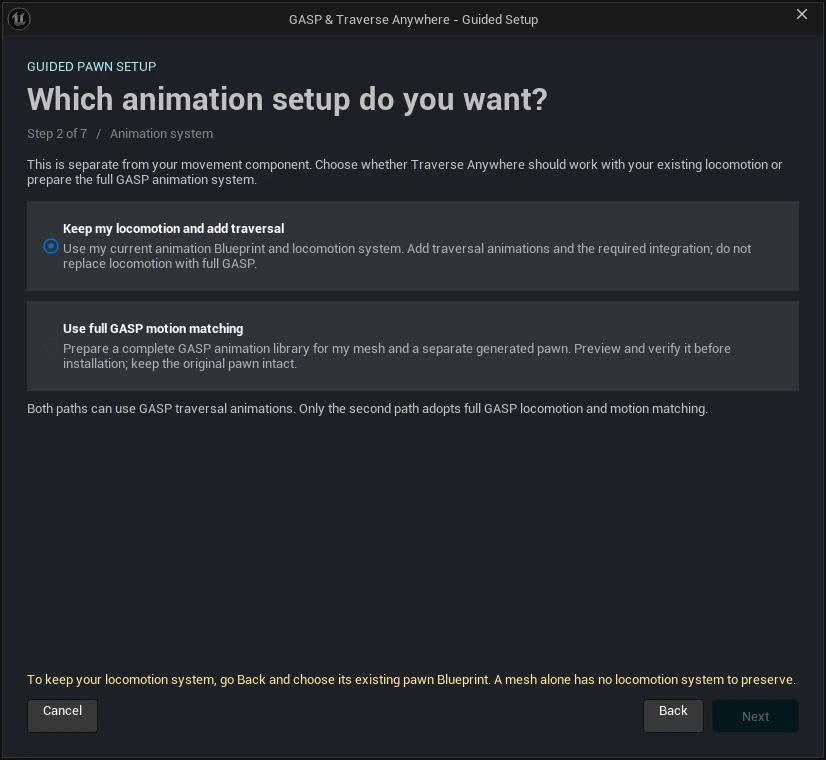 GASP & Traverse Anywhere - Guided Setup
GUIDED PAWN SETUP
Which animation setup do you want?
Step 2 of 7 / Animation system
This is separate from your movement component. Choose whether Traverse Anywhere should work with your existing locomotion or
prepare the full GASP animation system.
Keep my locomotion and add traversal
Use my current animation Blueprint and locomotion system. Add traversal animations and the required integration; do not
replace locomotion with full GASP.
Use full GASP motion matching
Prepare a complete GASP animation library for my mesh and a separate generated pawn. Preview and verify it before
installation; keep the original pawn intact.
Both paths can use GASP traversal animations. Only the second path adopts full GASP locomotion and motion matching.
To keep your locomotion system, go Back and choose its existing pawn Blueprint. A mesh alone has no locomotion system to preserve.
Cancel
Back
Next